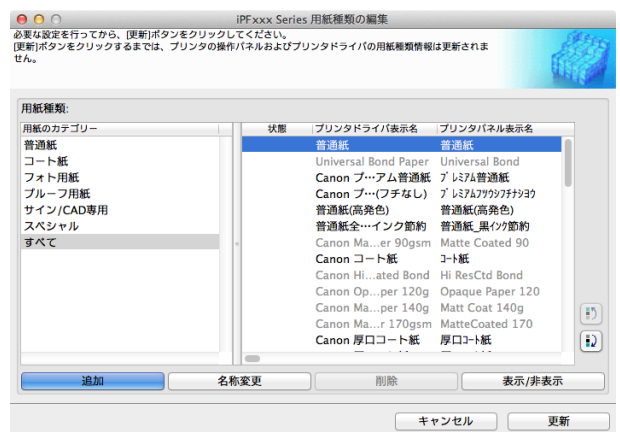 iPFxxx Series 用紙種類の編集
必要な設定を行ってから、[更新]ボタンをクリックしてください。
[更新]ボタンをクリックするまでは、プリンタの操作パネルおよびプリンタドライバの用紙種類情報は更新されま
せん。
用紙種類:
用紙のカテゴリー
普通紙
コート紙
フォト用紙
プルーフ用紙
サイン/CAD専用
スペシャル
すべて
状態 プリンタドライバ表示名 プリンタパネル表示名
普通紙 普通紙
Universal Bond Paper Universal Bond
Canon プ…アム普通紙 プレミアム普通紙
Canon プ…(フチなし) プレミアムフツウシフチナシヨウ
普通紙(高発色) 普通紙(高発色)
普通紙全…インク節約 普通紙_黒インク節約
Canon Ma...er 90gsm Matte Coated 90
Canon コート紙 コート紙
Canon Hi...ated Bond Hi ResCtd Bond
Canon Op...per 120g Opaque Paper 120
Canon Ma...per 140g Matt Coat 140g
Canon Ma...r 170gsm MatteCoated 170
Canon 厚口コート紙 厚口コート紙
追加 名称変更 削除 表示/非表示
キャンセル 更新